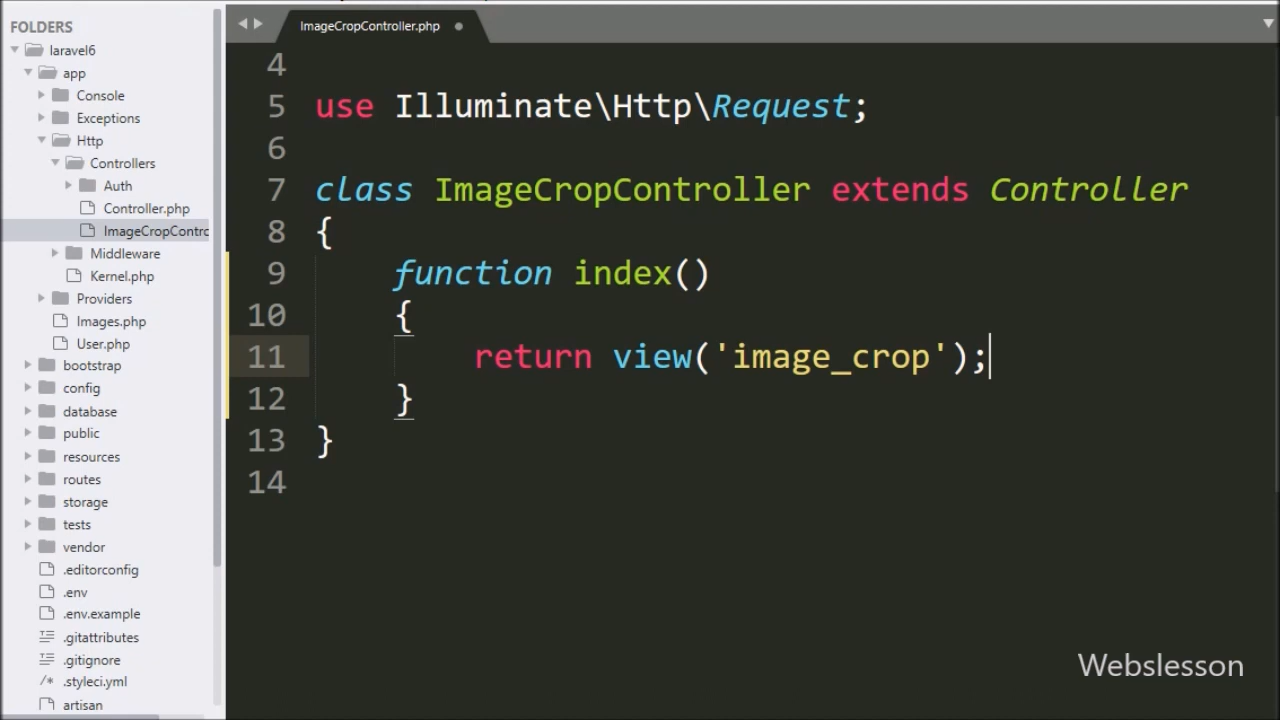 FOLDERS
laravel6
app
Console
Exceptions
Http
Controllers
Auth
Controller.php
ImageCropContro
Middleware
Kernel.php
Providers
Images.php
User.php
bootstrap
config
database
public
resources
routes
storage
tests
vendor
.editorconfig
.env
.env.example
.gitattributes
.gitignore
.styleci.yml
artisan
ImageCropController.php
4
5 use Illuminate\Http\Request;
6
7 class ImageCropController extends Controller
8 {
9 function index()
10 {
11 return view('image_crop');
12 }
13 }
14
Webslesson